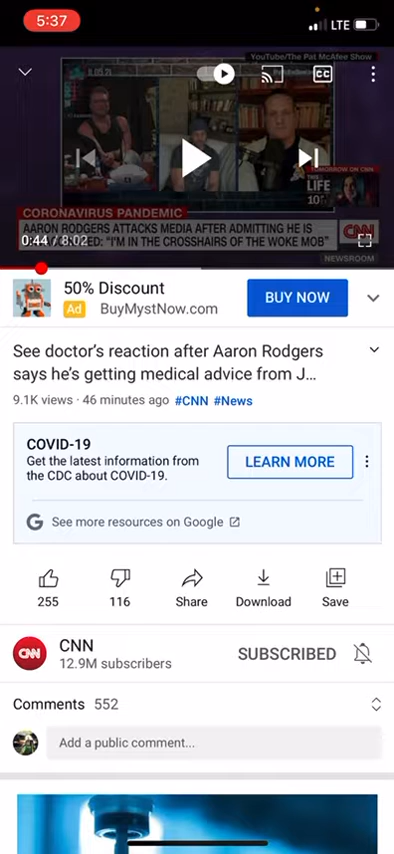 5:37
LTE
YouTube/The Pat McAfee Show
CC
TOMORROW ON CNN
LIFE
CORONAVIRUS PANDEMIC
AARON RODGERS ATTACKS MEDIA AFTER ADMITTING HE IS
"I'M IN THE CROSSHAIRS OF THE WOKE MOB"
CNN
0:44 / 8:02
NEWSROOM
50% Discount
Ad BuyMystNow.com
BUY NOW
See doctor's reaction after Aaron Rodgers
says he's getting medical advice from J...
9.1K views · 46 minutes ago #CNN #News
COVID-19
Get the latest information from
the CDC about COVID-19.
LEARN MORE
G See more resources on Google
255
116
Share
Download
Save
CNN
CNN
12.9M subscribers
SUBSCRIBED
Comments 552
Add a public comment...